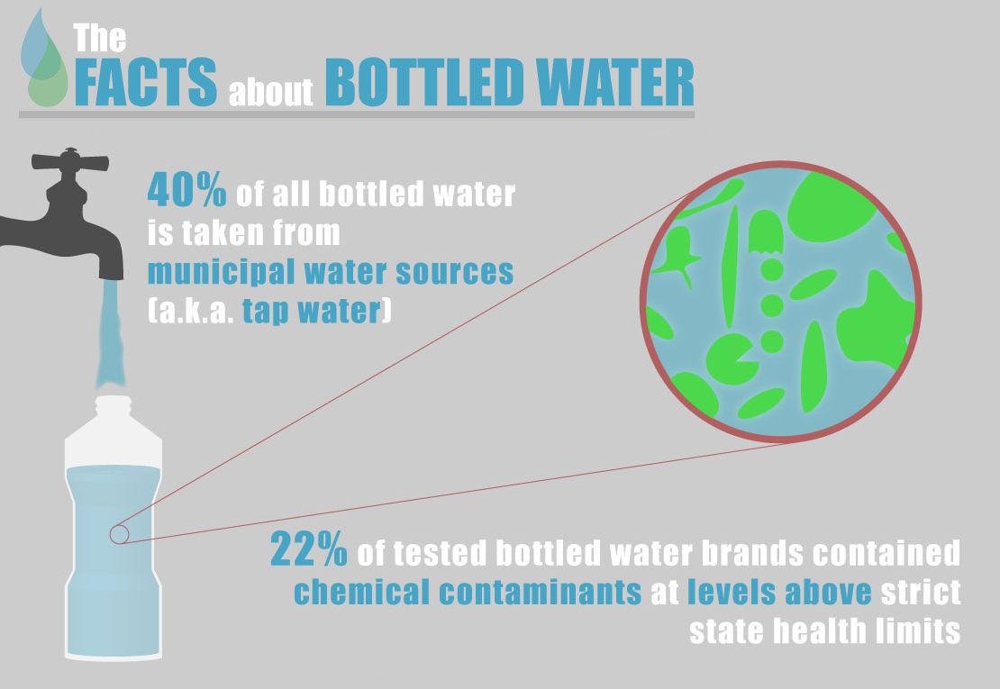 The
FACTS about BOTTLED WATER
40% of all bottled water
is taken from
municipal water sources
(a.k.a. tap water)
22% of tested bottled water brands contained
chemical contaminants at levels above strict
state health limits